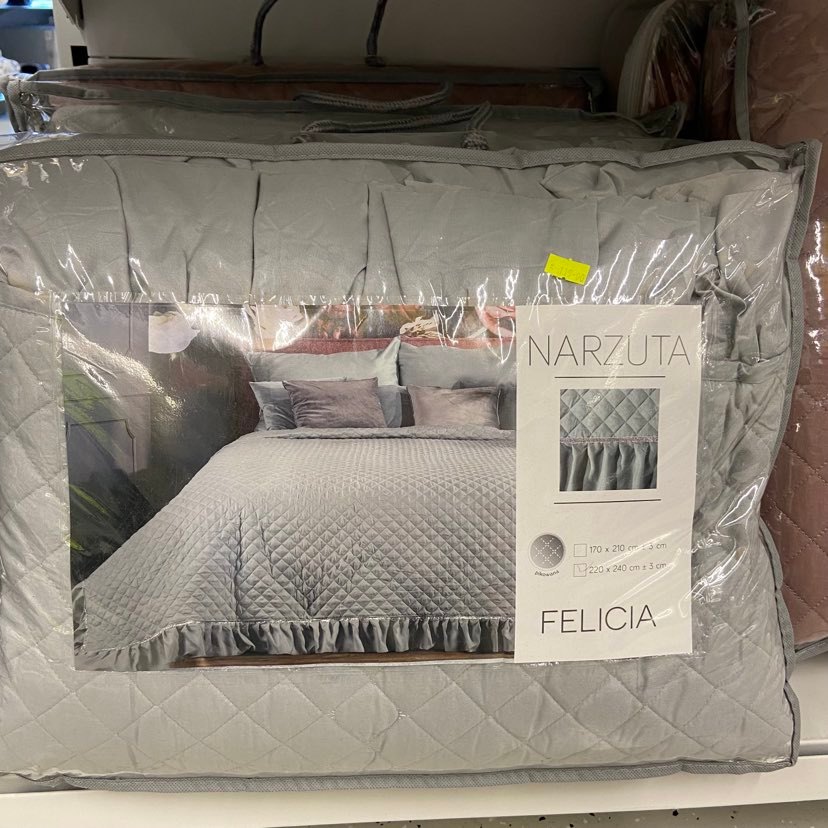 NARZUTA
pikowana
170 x 210 cm ± 3 cm
220 x 240 cm ± 3 cm
FELICIA